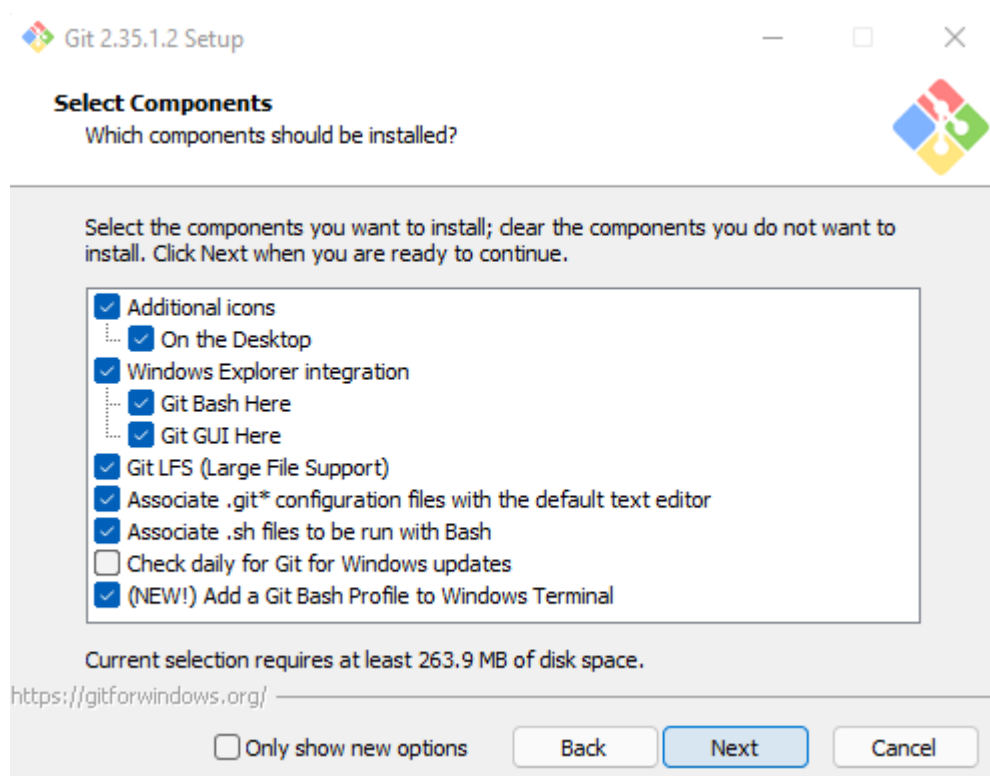 Git 2.35.1.2 Setup
Select Components
Which components should be installed?
Select the components you want to install; clear the components you do not want to
install. Click Next when you are ready to continue.
Additional icons
On the Desktop
Windows Explorer integration
Git Bash Here
Git GUI Here
Git LFS (Large File Support)
Associate .git* configuration files with the default text editor
Associate .sh files to be run with Bash
Check daily for Git for Windows updates
(NEW!) Add a Git Bash Profile to Windows Terminal
Current selection requires at least 263.9 MB of disk space.
https://gitforwindows.org/
Only show new options Back Next Cancel